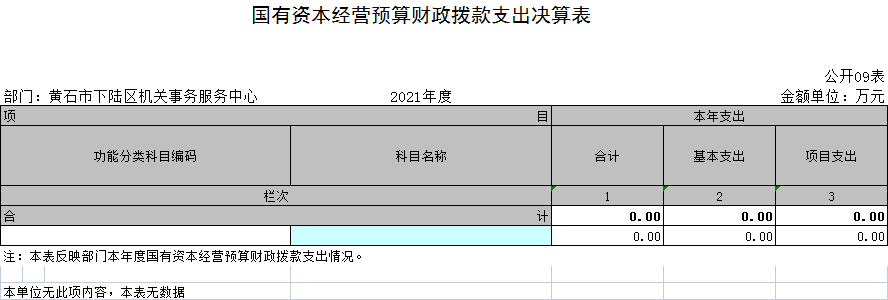 国有资本经营预算财政拨款支出决算表
公开09表
部门：黄石市下陆区机关事务服务中心 2021年度 金额单位：万元
项 目 本年支出
功能分类科目编码 科目名称 合计 基本支出 项目支出
栏次 1 2 3
合 计 0.00 0.00 0.00
0.00 0.00 0.00
注：本表反映部门本年度国有资本经营预算财政拨款支出情况。
本单位无此项内容，本表无数据